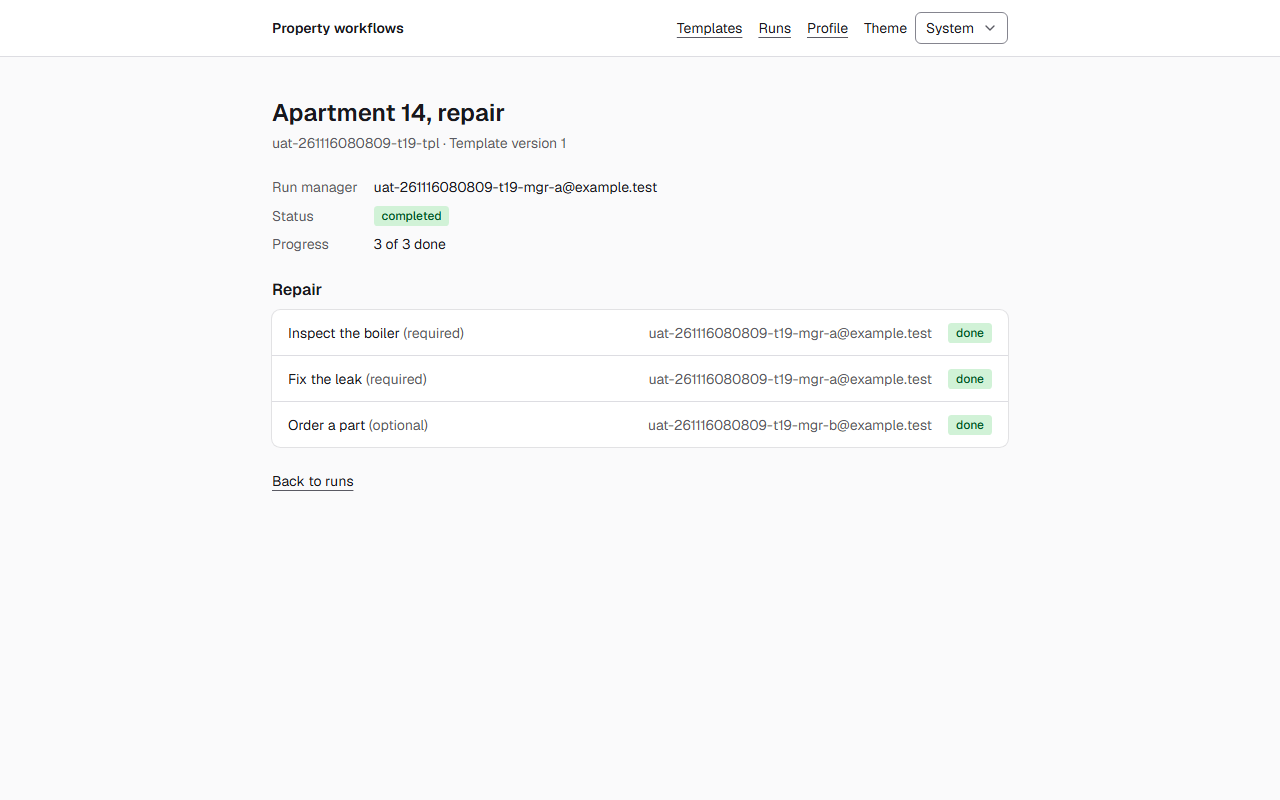 Property workflows Templates Runs Profile Theme System
Apartment 14, repair
uat-261116080809-t19-tpl · Template version 1
Run manager uat-261116080809-t19-mgr-a@example.test
Status completed
Progress 3 of 3 done
Repair
Inspect the boiler (required) uat-261116080809-t19-mgr-a@example.test done
Fix the leak (required) uat-261116080809-t19-mgr-a@example.test done
Order a part (optional) uat-261116080809-t19-mgr-b@example.test done
Back to runs